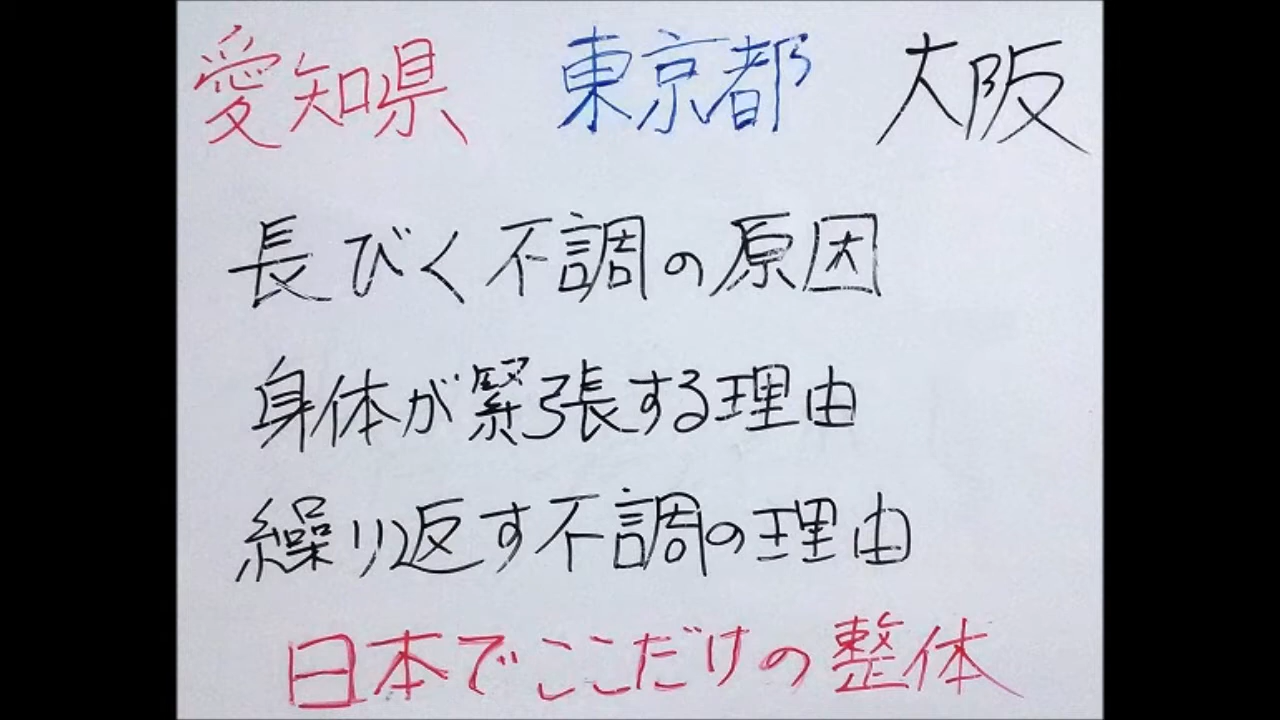 愛知県 東京都 大阪
長びく不調の原因
身体が緊張する理由
繰り返す不調の理由
日本でここだけの整体